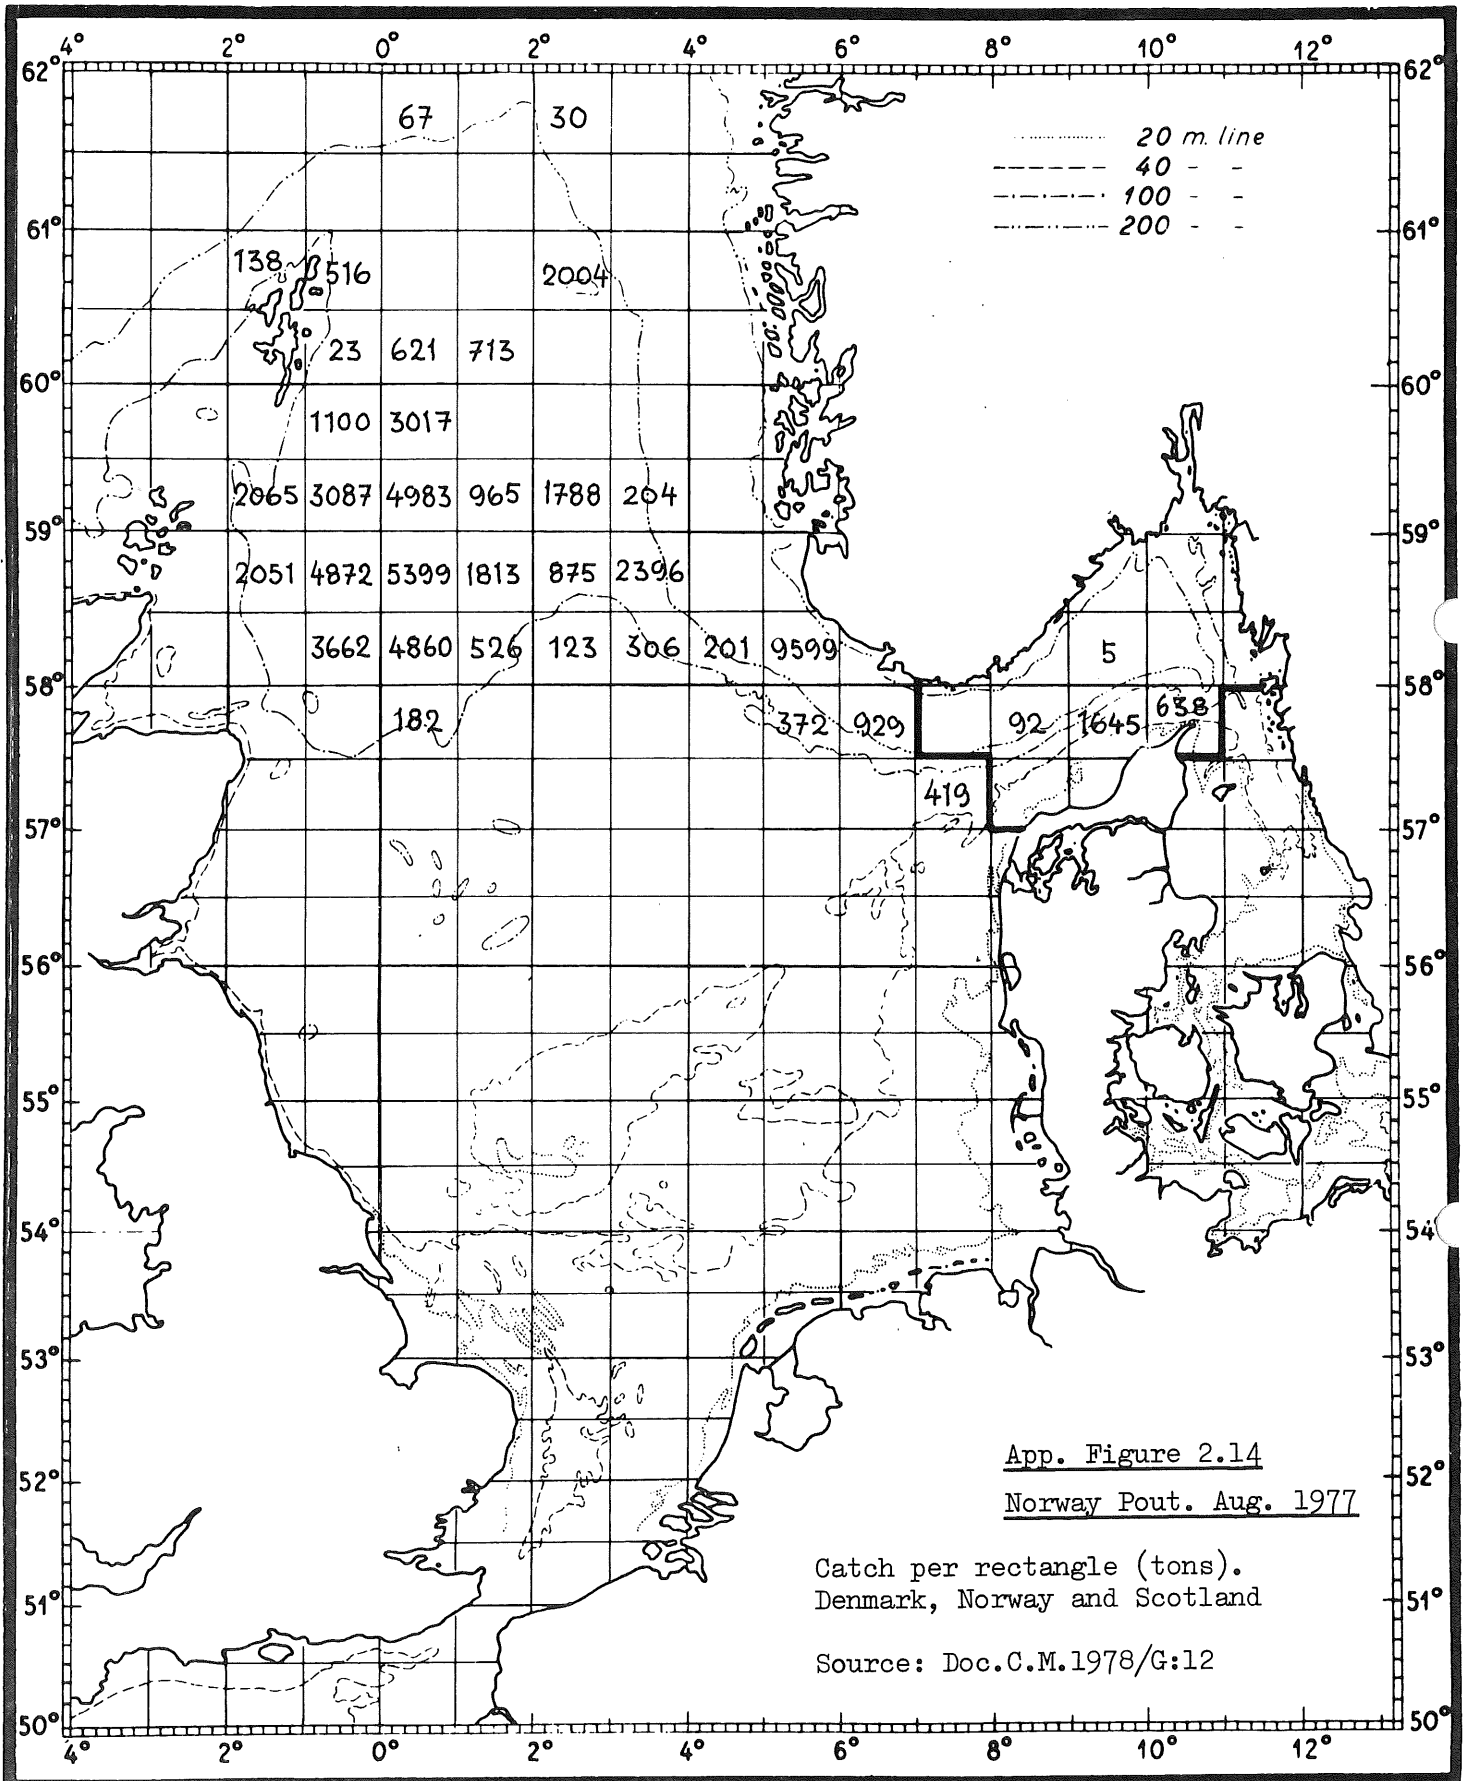 4° 2° 0° 2° 4° 6° 8° 10° 12°
62° 62°
67 30
20 m. line
40 - -
100 - -
200 - -
61° 61°
138 516 2004
23 621 713
60° 60°
1100 3017
2065 3087 4983 965 1788 204
59° 59°
2051 4872 5399 1813 875 2396
3662 4860 526 123 306 201 9599 5
58° 58°
182 372 929 92 1645 638
419
57° 57°
56° 56°
55° 55°
54° 54°
53° 53°
App. Figure 2.14
52° 52°
Norway Pout. Aug. 1977
Catch per rectangle (tons).
Denmark, Norway and Scotland
51° 51°
Source: Doc.C.M.1978/G:12
50° 50°
4° 2° 0° 2° 4° 6° 8° 10° 12°